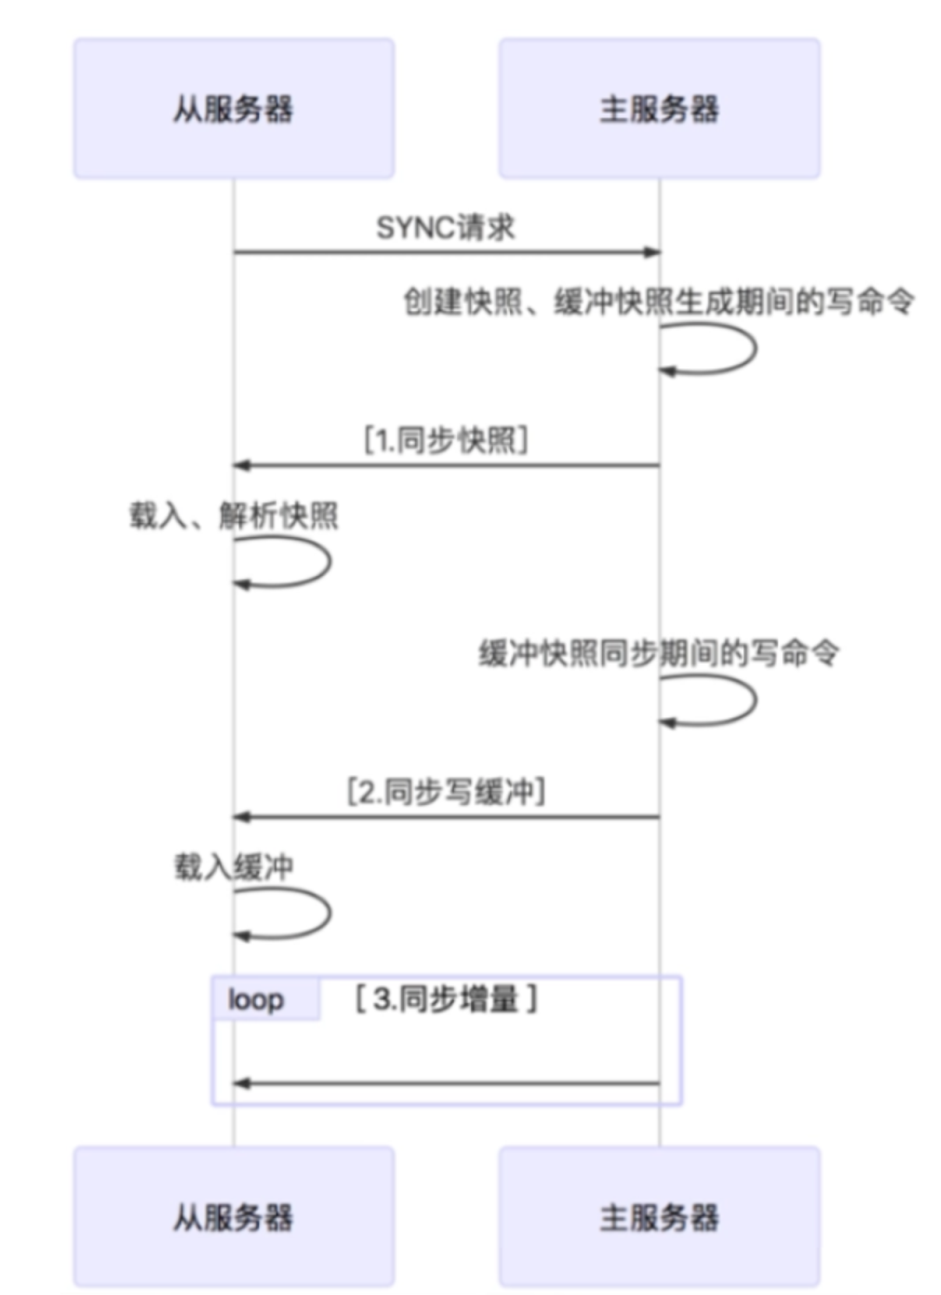 从服务器
主服务器
SYNC请求
创建快照、缓冲快照生成期间的写命令
[1.同步快照]
载入、解析快照
缓冲快照同步期间的写命令
[2.同步写缓冲]
载入缓冲
loop
[ 3.同步增量 ]
从服务器
主服务器